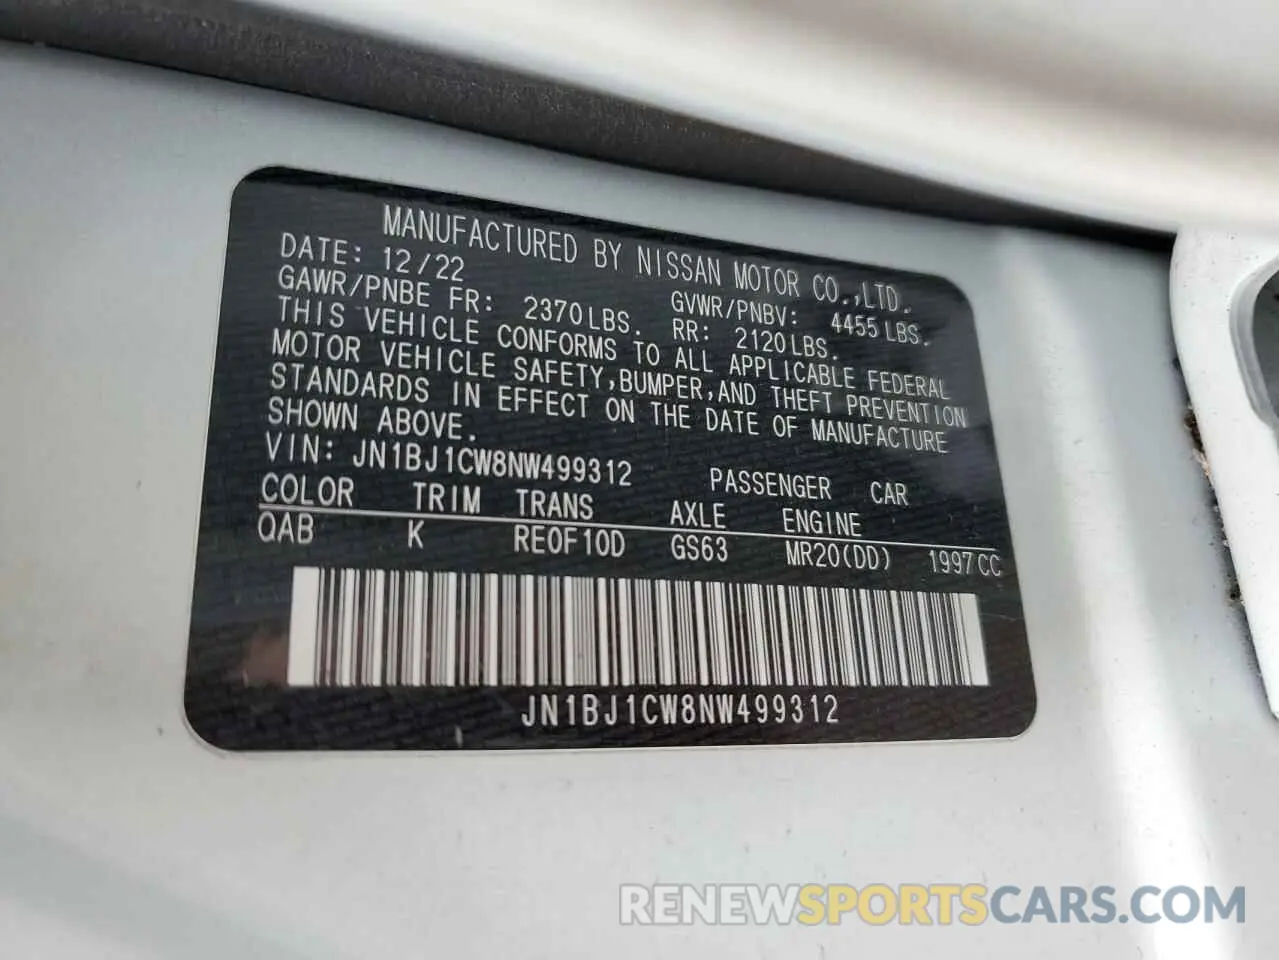 MANUFACTURED BY NISSAN MOTOR CO.,LTD.
DATE: 12/22 GVWR/PNBV: 4455 LBS.
GAWR/PNBE FR: 2370 LBS. RR: 2120 LBS.
THIS VEHICLE CONFORMS TO ALL APPLICABLE FEDERAL
MOTOR VEHICLE SAFETY, BUMPER, AND THEFT PREVENTION
STANDARDS IN EFFECT ON THE DATE OF MANUFACTURE
SHOWN ABOVE.
VIN: JN1BJ1CW8NW499312 PASSENGER CAR
COLOR TRIM TRANS AXLE ENGINE
QAB K RE0F10D GS63 MR20(DD) 1997 CC
JN1BJ1CW8NW499312
RENEWSPORTSCARS.COM